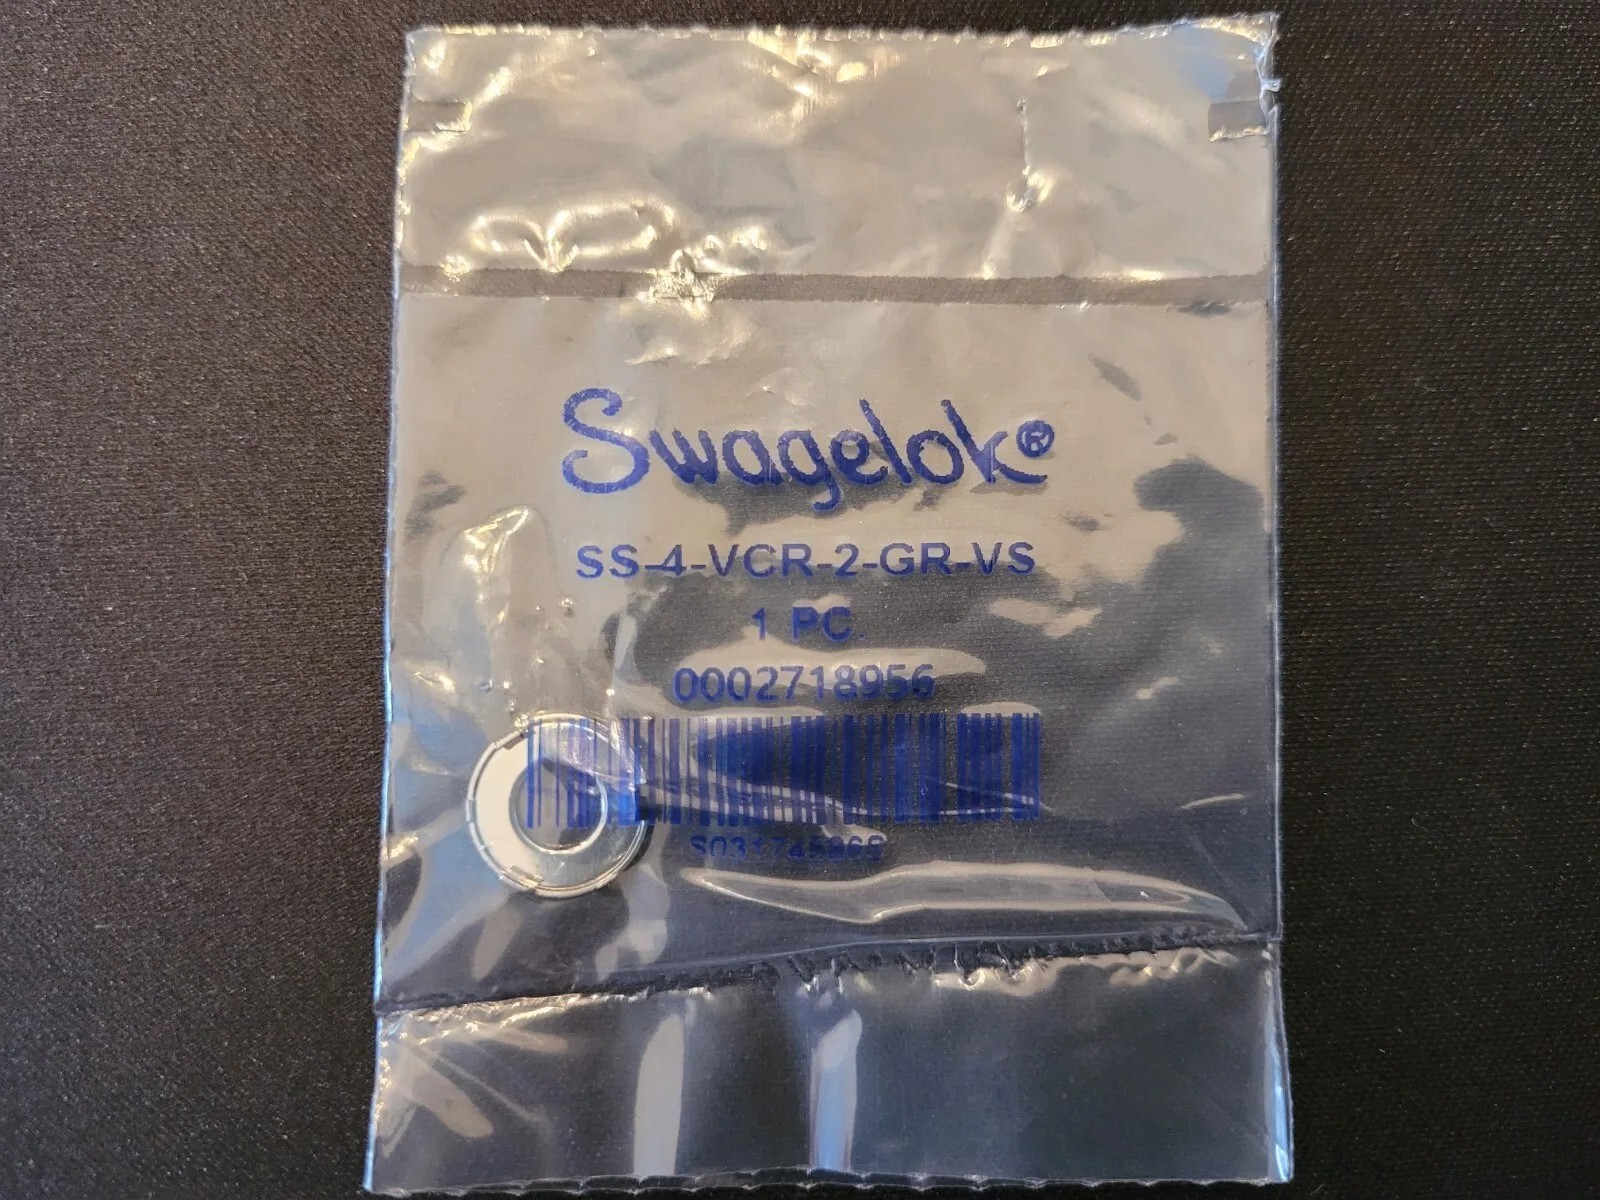 Swagelok®
SS-4-VCR-2-GR-VS
1 PC.
0002718956